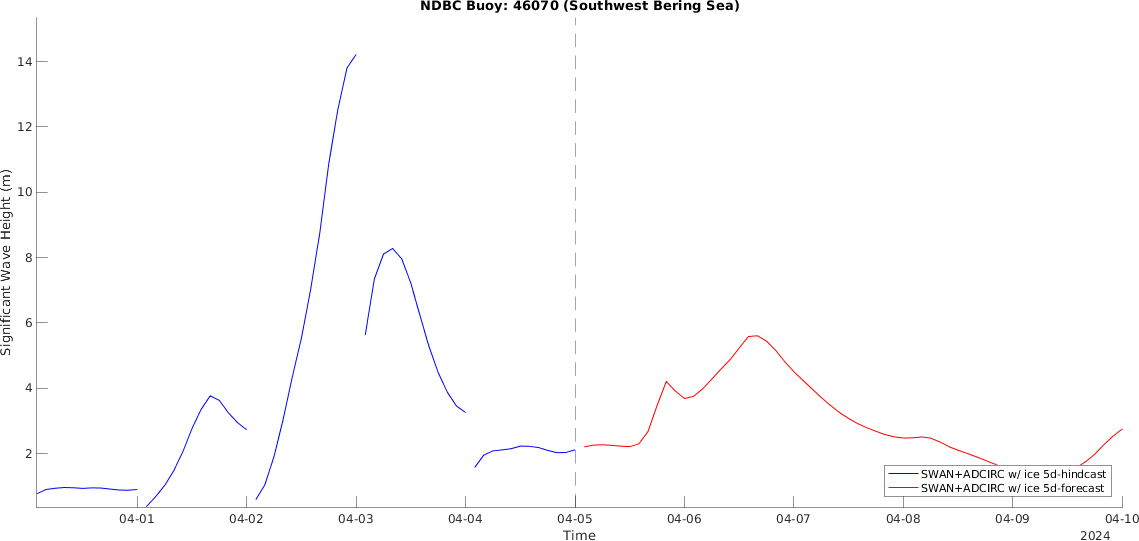 NDBC Buoy: 46070 (Southwest Bering Sea)
Significant Wave Height (m)
14
12
10
8
6
4
2
SWAN+ADCIRC w/ ice 5d-hindcast
SWAN+ADCIRC w/ ice 5d-forecast
04-01 04-02 04-03 04-04 04-05 04-06 04-07 04-08 04-09 04-10
Time
2024